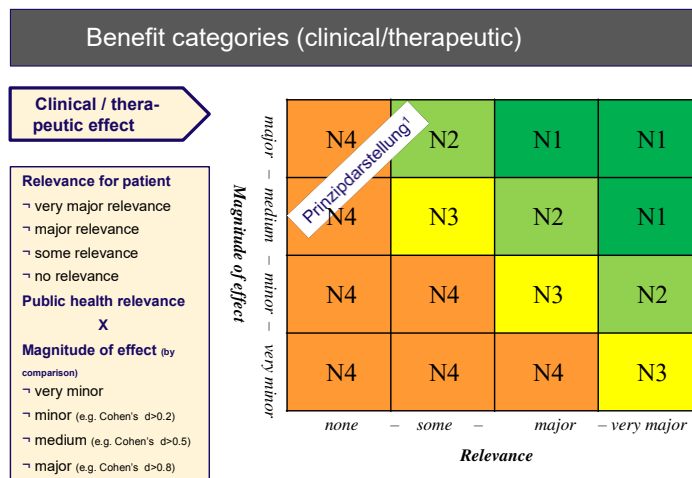 Benefit categories (clinical/therapeutic)
Clinical / thera-
peutic effect
Relevance for patient
¬ very major relevance
¬ major relevance
¬ some relevance
¬ no relevance
Public health relevance
X
Magnitude of effect (by
comparison)
¬ very minor
¬ minor (e.g. Cohen's d>0.2)
¬ medium (e.g. Cohen's d>0.5)
¬ major (e.g. Cohen's d>0.8)
Magnitude of effect
very minor – minor – medium – major
Prinzipdarstellung¹
N4 N2 N1 N1
N4 N3 N2 N1
N4 N4 N3 N2
N4 N4 N4 N3
none – some – major – very major
Relevance